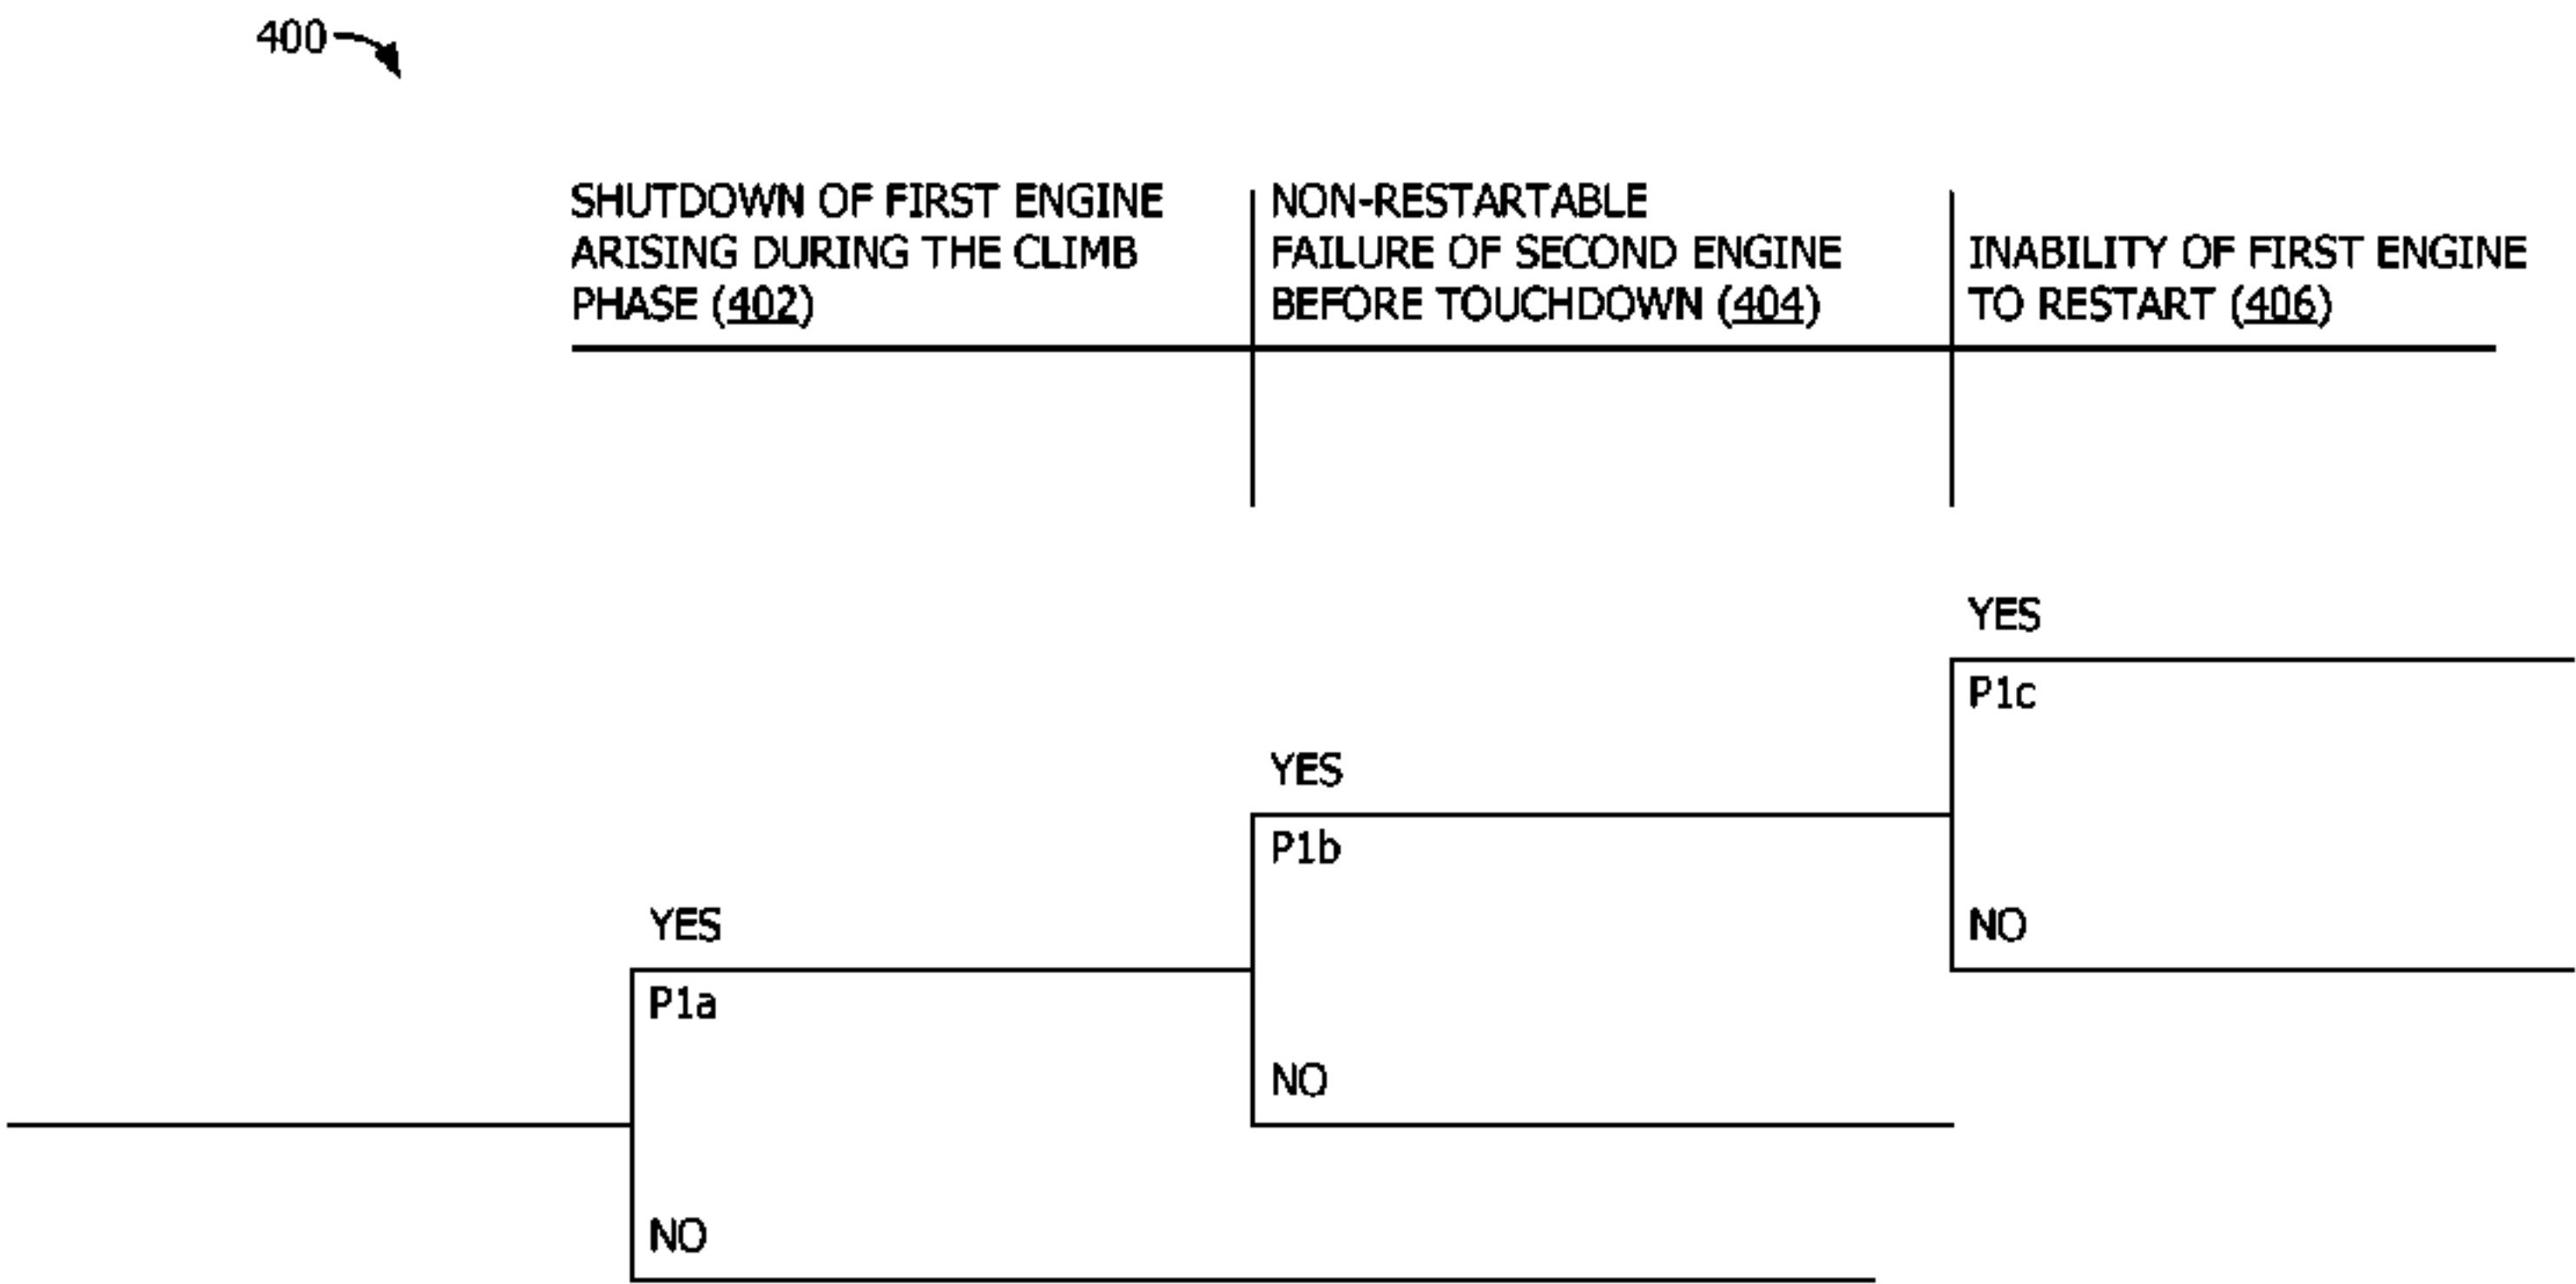 400
SHUTDOWN OF FIRST ENGINE
ARISING DURING THE CLIMB
PHASE (402)
NON-RESTARTABLE
FAILURE OF SECOND ENGINE
BEFORE TOUCHDOWN (404)
INABILITY OF FIRST ENGINE
TO RESTART (406)
YES
P1c
NO
YES
P1b
NO
YES
P1a
NO